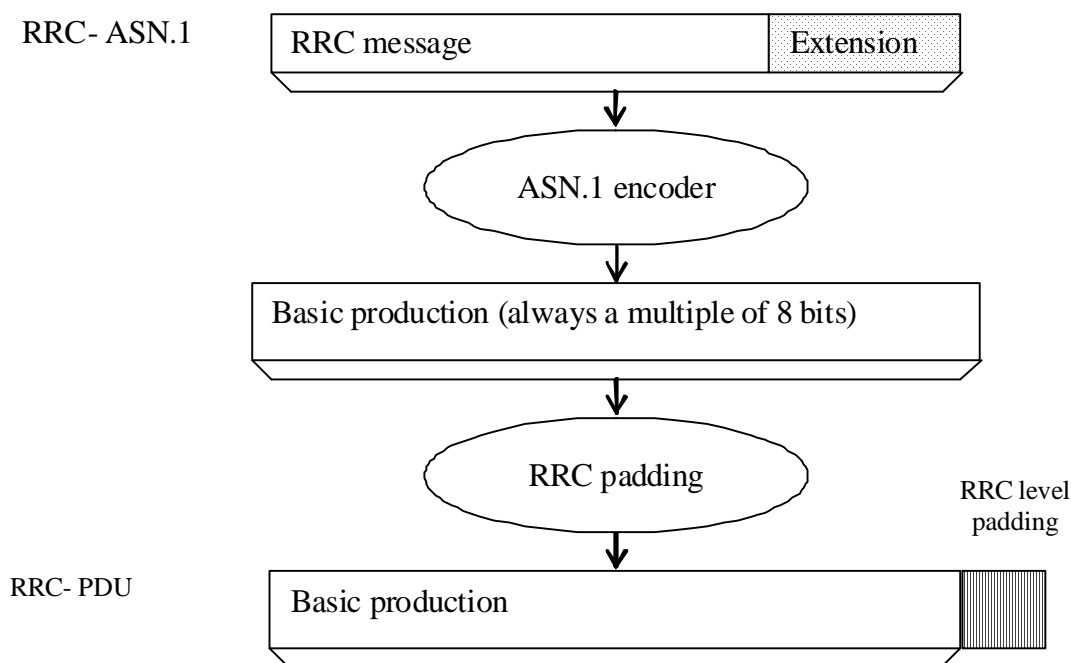 RRC- ASN.1
RRC message
Extension
ASN.1 encoder
Basic production (always a multiple of 8 bits)
RRC padding
RRC level
padding
RRC- PDU
Basic production